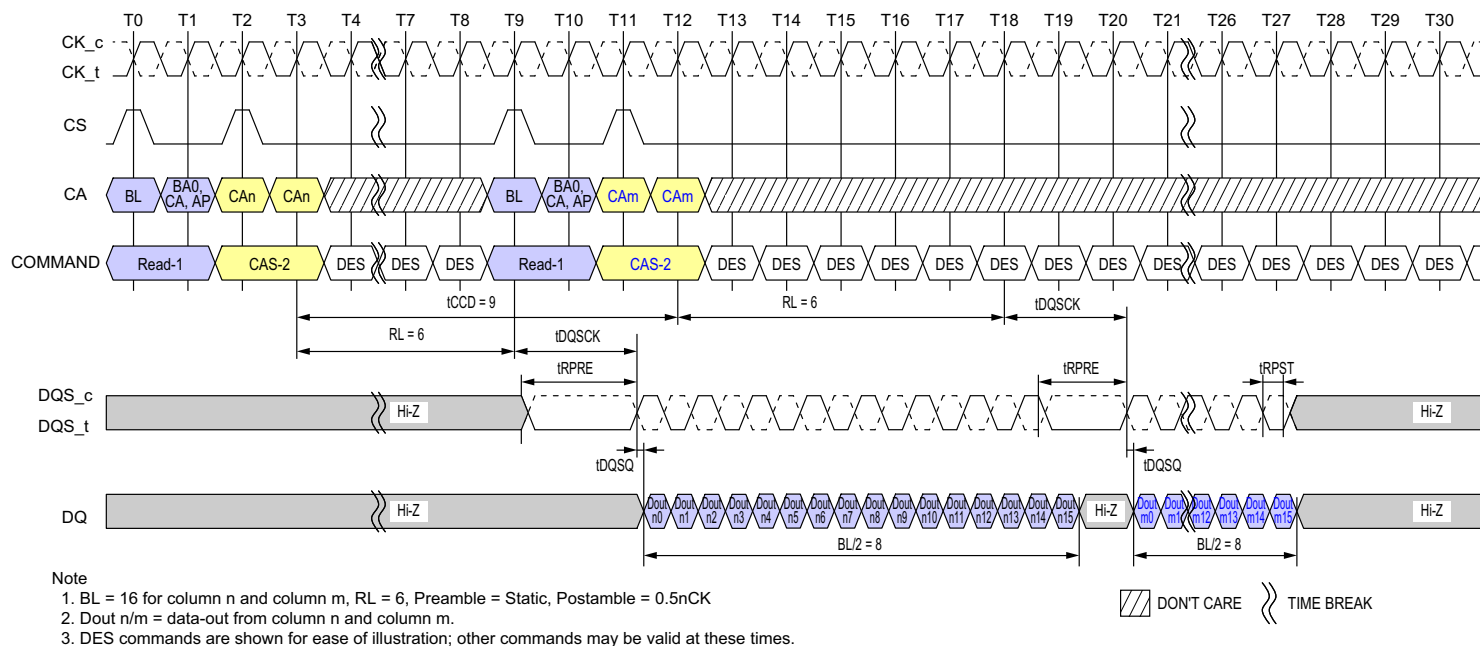 T0 T1 T2 T3 T4 T7 T8 T9 T10 T11 T12 T13 T14 T15 T16 T17 T18 T19 T20 T21 T26 T27 T28 T29 T30
CK_c
CK_t
CS
CA
BL
BA0, CA, AP
CAn
CAn
BL
BA0, CA, AP
CAm
CAm
COMMAND
Read-1
CAS-2
DES
DES
DES
Read-1
CAS-2
DES
DES
DES
DES
DES
DES
DES
DES
DES
DES
DES
DES
DES
DES
tCCD = 9
RL = 6
tDQSCK
RL = 6
tDQSCK
tRPRE
tRPRE
tRPST
DQS_c
DQS_t
Hi-Z
Hi-Z
tDQSQ
tDQSQ
DQ
Hi-Z
Dout n0
Dout n1
Dout n2
Dout n3
Dout n4
Dout n5
Dout n6
Dout n7
Dout n8
Dout n9
Dout n10
Dout n11
Dout n12
Dout n13
Dout n14
Dout n15
Hi-Z
Dout m0
Dout m1
Dout m12
Dout m13
Dout m14
Dout m15
Hi-Z
BL/2 = 8
BL/2 = 8
Note
1. BL = 16 for column n and column m, RL = 6, Preamble = Static, Postamble = 0.5nCK
2. Dout n/m = data-out from column n and column m.
3. DES commands are shown for ease of illustration; other commands may be valid at these times.
DON'T CARE
TIME BREAK